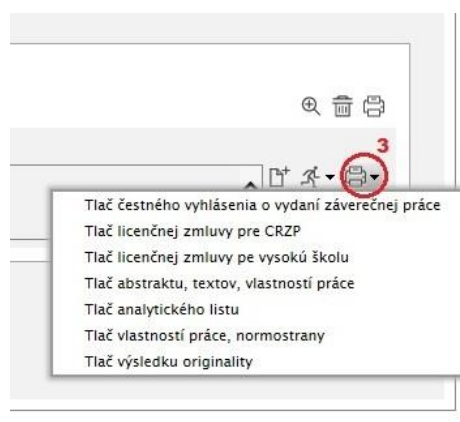 3
Tlač čestného vyhlásenia o vydaní záverečnej práce
Tlač licenčnej zmluvy pre CRZP
Tlač licenčnej zmluvy pe vysokú školu
Tlač abstraktu, textov, vlastností práce
Tlač analytického listu
Tlač vlastností práce, normostrany
Tlač výsledku originality